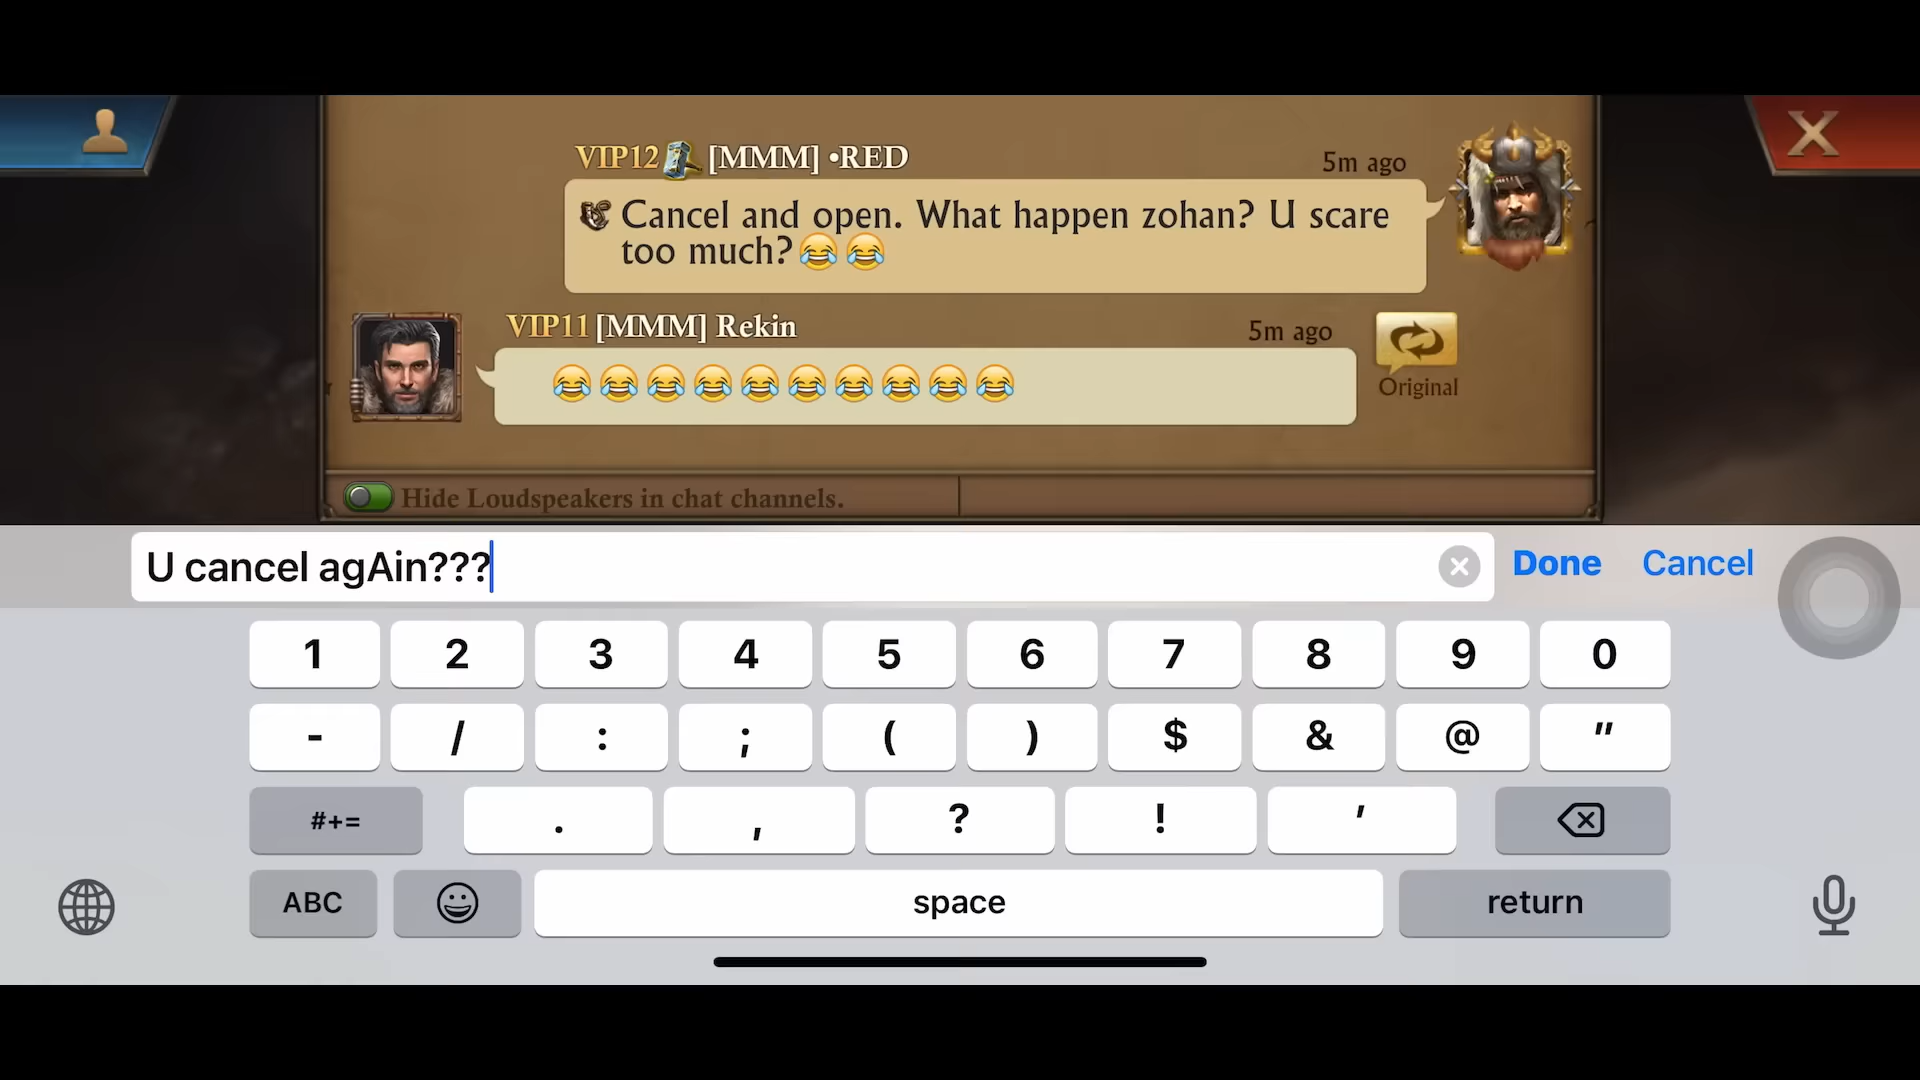 VIP12 [MMM] •RED
5m ago
Cancel and open. What happen zohan? U scare
too much?😂😂
VIP11 [MMM] Rekin
5m ago
😂😂😂😂😂😂😂😂😂😂
Original
Hide Loudspeakers in chat channels.
U cancel agAin???
Done Cancel
1 2 3 4 5 6 7 8 9 0
- / : ; ( ) $ & @ "
#+= . , ? ! '
ABC space return